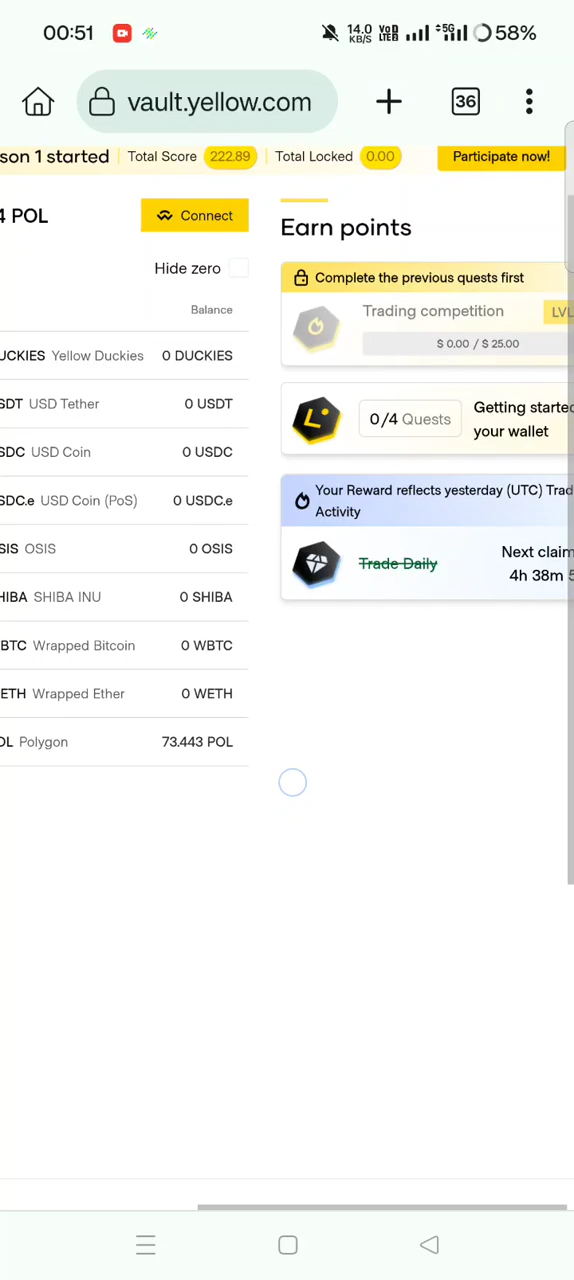 00:51 14.0 KB/S VoD LTE2 5G 58%
vault.yellow.com 36
son 1 started Total Score 222.89 Total Locked 0.00 Participate now!
4 POL Connect
Hide zero
Balance
UCKIES Yellow Duckies 0 DUCKIES
SDT USD Tether 0 USDT
SDC USD Coin 0 USDC
SDC.e USD Coin (PoS) 0 USDC.e
SIS OSIS 0 OSIS
HIBA SHIBA INU 0 SHIBA
BTC Wrapped Bitcoin 0 WBTC
ETH Wrapped Ether 0 WETH
OL Polygon 73.443 POL
Earn points
Complete the previous quests first
Trading competition LVL
$ 0.00 / $ 25.00
0/4 Quests
Getting started
your wallet
Your Reward reflects yesterday (UTC) Trad
Activity
Trade Daily
Next claim
4h 38m 5